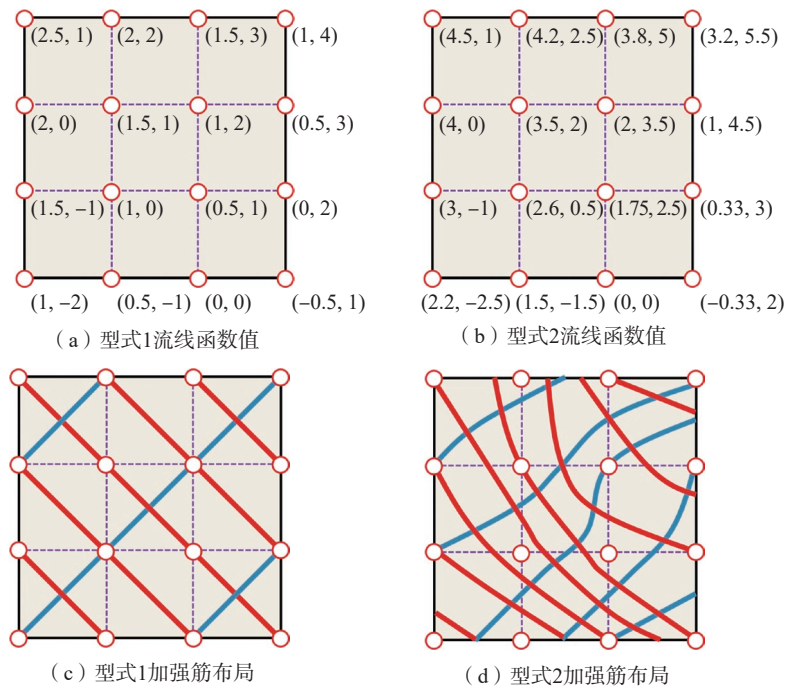 (2.5, 1) (2, 2) (1.5, 3) (1, 4)
(2, 0) (1.5, 1) (1, 2) (0.5, 3)
(1.5, −1) (1, 0) (0.5, 1) (0, 2)
(1, −2) (0.5, −1) (0, 0) (−0.5, 1)
（a）型式1流线函数值
(4.5, 1) (4.2, 2.5) (3.8, 5) (3.2, 5.5)
(4, 0) (3.5, 2) (2, 3.5) (1, 4.5)
(3, −1) (2.6, 0.5) (1.75, 2.5) (0.33, 3)
(2.2, −2.5) (1.5, −1.5) (0, 0) (−0.33, 2)
（b）型式2流线函数值
（c）型式1加强筋布局
（d）型式2加强筋布局